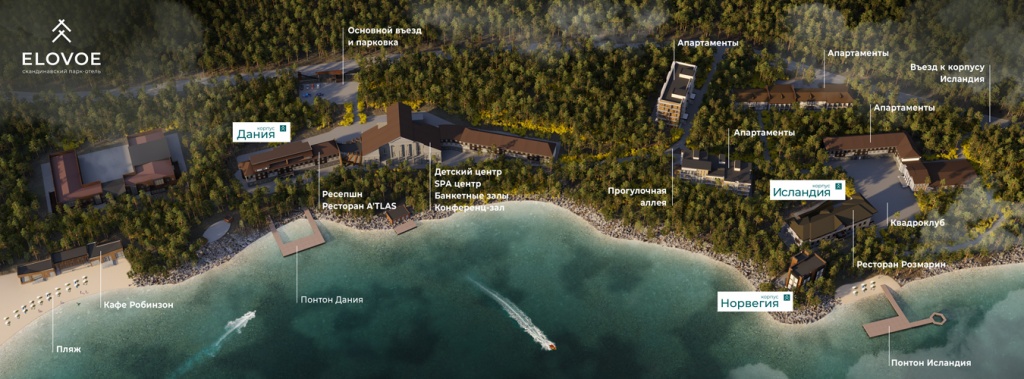 ELOVOE
СКАНДИНАВСКИЙ ПАРК-ОТЕЛЬ
Основной въезд
и парковка
Апартаменты
Апартаменты
Въезд к корпусу
Исландия
Апартаменты
корпус
Дания
Апартаменты
Детский центр
SPA центр
Банкетные залы
Конференц-зал
Ресепшн
Ресторан A'TLAS
Прогулочная
аллея
корпус
Исландия
Квадроклуб
Ресторан Розмарин
корпус
Норвегия
Кафе Робинзон
Понтон Дания
Пляж
Понтон Исландия